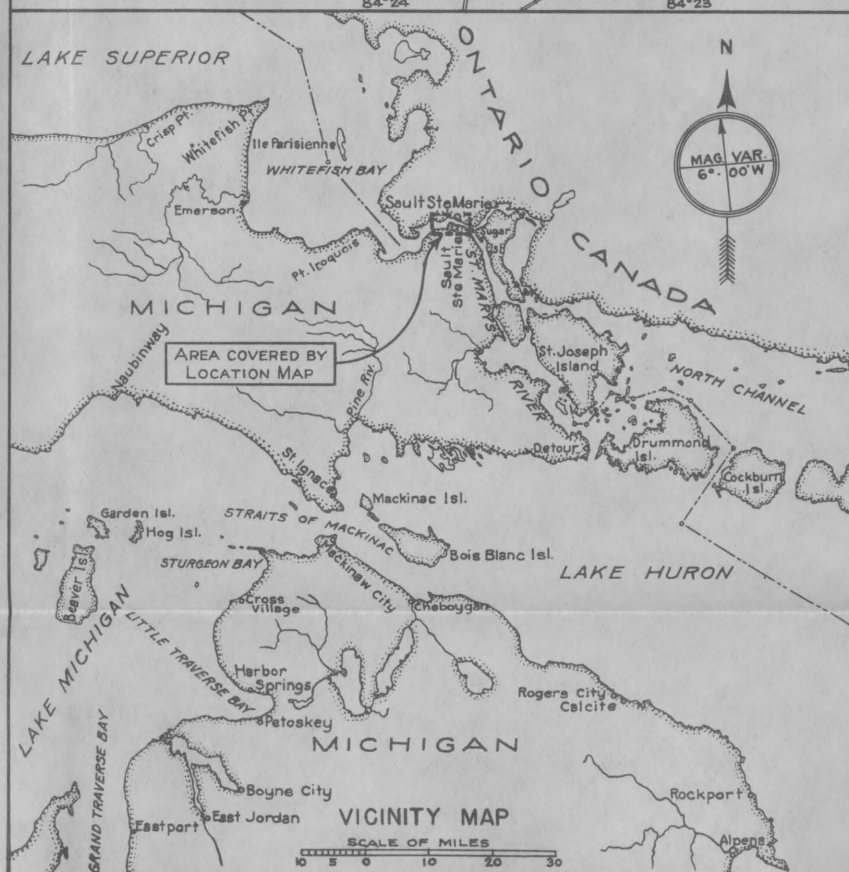 84°24'
84°23'
LAKE SUPERIOR
ONTARIO
CANADA
N
MAG. VAR.
6°. 00'W
Crisp Pt.
Whitefish Pt.
Ile Parisienne
WHITEFISH BAY
Emerson
Sault Ste Marie
Sugar Isl.
Sault Ste Marie
Pt. Iroquois
ST. MARYS RIVER
MICHIGAN
Naubinway
AREA COVERED BY
LOCATION MAP
Pine Riv.
St. Joseph
Island
NORTH CHANNEL
Detour
Drummond
Isl.
Cockburn
Isl.
St. Ignace
Mackinac Isl.
Garden Isl.
Hog Isl.
STRAITS OF MACKINAC
Bois Blanc Isl.
STURGEON BAY
Mackinaw City
LAKE HURON
Beaver Isl.
Cross
Village
Cheboygan
LAKE MICHIGAN
LITTLE TRAVERSE BAY
Harbor
Springs
Rogers City
Calcite
Petoskey
MICHIGAN
GRAND TRAVERSE BAY
Boyne City
East Jordan
Eastport
Rockport
Alpena
VICINITY MAP
SCALE OF MILES
10 5 0 10 20 30